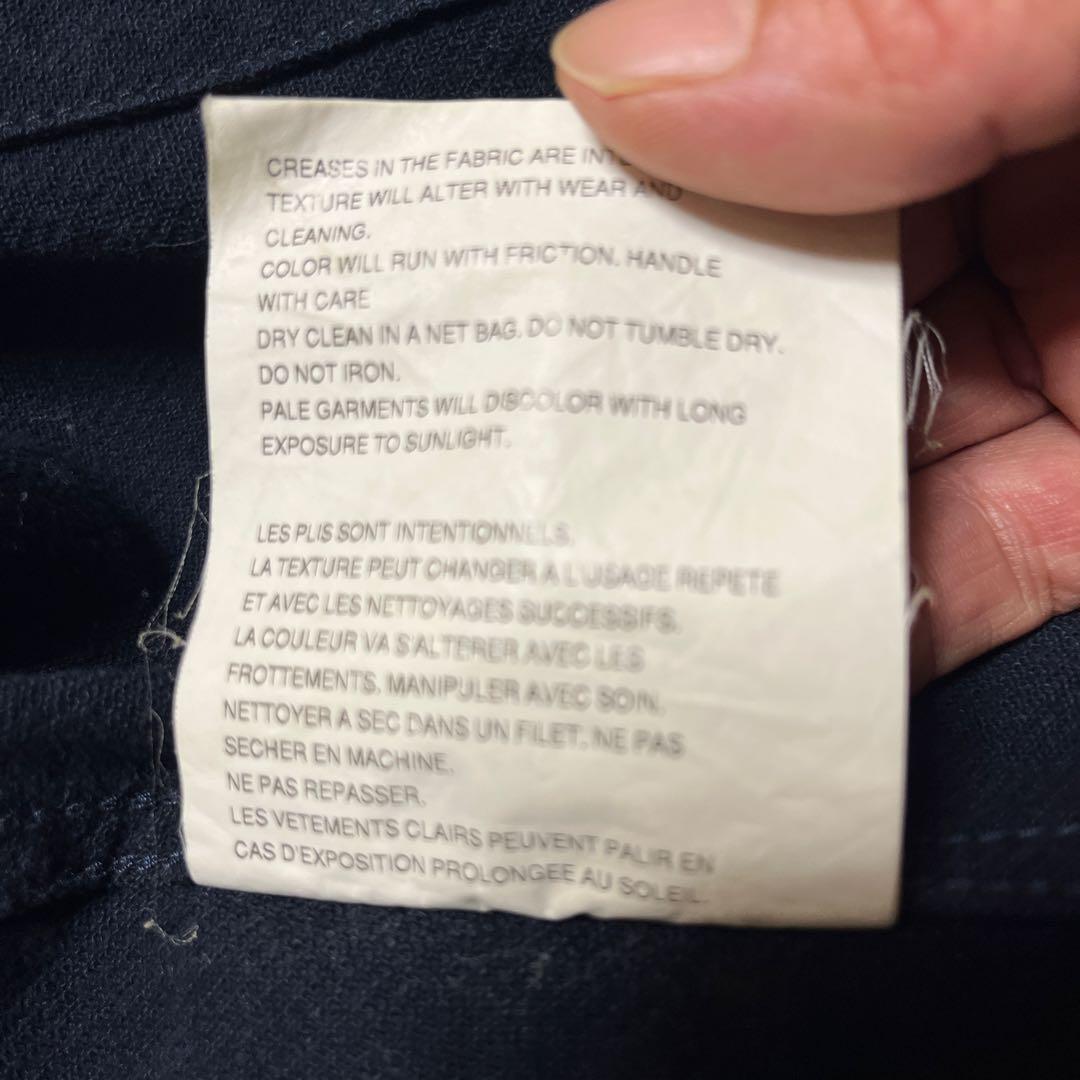 CREASES IN THE FABRIC ARE
TEXTURE WILL ALTER WITH WEAR AND
CLEANING.
COLOR WILL RUN WITH FRICTION. HANDLE
WITH CARE
DRY CLEAN IN A NET BAG. DO NOT TUMBLE DRY.
DO NOT IRON.
PALE GARMENTS WILL DISCOLOR WITH LONG
EXPOSURE TO SUNLIGHT.
LES PLIS SONT INTENTIONNELS.
LA TEXTURE PEUT CHANGER A L'USAGE REPETE
ET AVEC LES NETTOYAGES SUCCESSIFS.
LA COULEUR VA S'ALTERER AVEC LES
FROTTEMENTS. MANIPULER AVEC SOIN.
NETTOYER A SEC DANS UN FILET. NE PAS
SECHER EN MACHINE.
NE PAS REPASSER.
LES VETEMENTS CLAIRS PEUVENT PALIR EN
CAS D'EXPOSITION PROLONGEE AU SOLEIL.